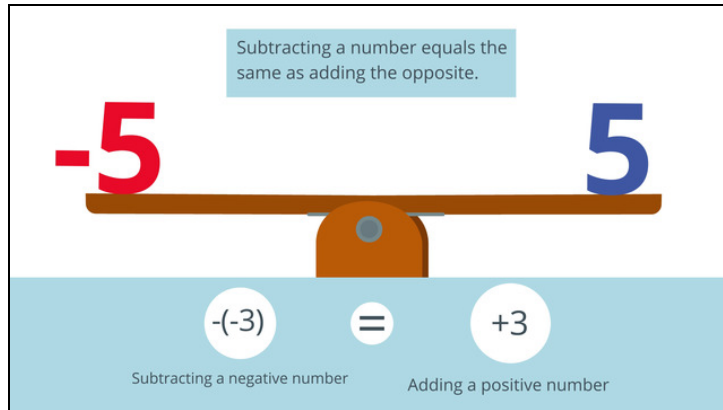 Subtracting a number equals the
same as adding the opposite.
-5
5
-(-3)
=
+3
Subtracting a negative number
Adding a positive number